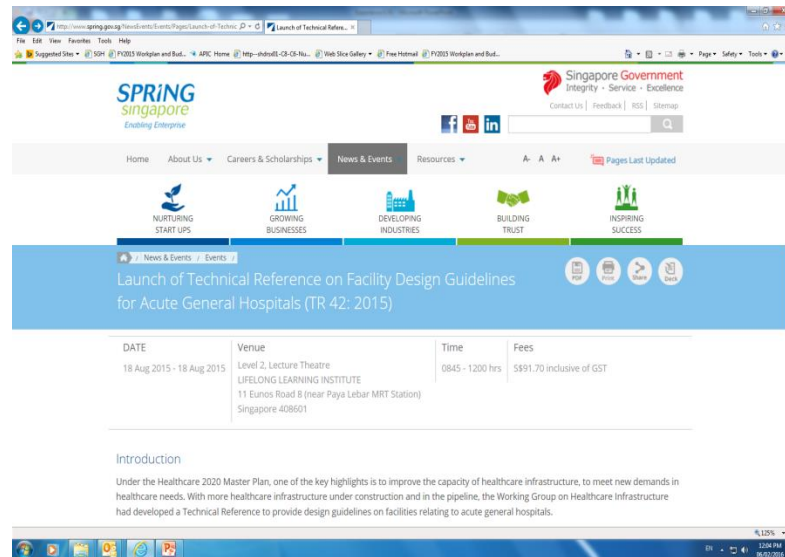 http://www.spring.gov.sg/NewsEvents/Events/Pages/Launch-of-Technic
Launch of Technical Refere...
File Edit View Favorites Tools Help
Suggested Sites SGH FY2015 Workplan and Bud... APIC Home Web Slice Gallery Free Hotmail FY2015 Workplan and Bud...
Page Safety Tools
SPRiNG
singapore
Enabling Enterprise
Singapore Government
Integrity · Service · Excellence
Contact Us | Feedback | RSS | Sitemap
f You Tube in
Home About Us Careers & Scholarships News & Events Resources A- A A+ Pages Last Updated
NURTURING
START UPS
GROWING
BUSINESSES
DEVELOPING
INDUSTRIES
BUILDING
TRUST
INSPIRING
SUCCESS
/ News & Events / Events /
Launch of Technical Reference on Facility Design Guidelines
for Acute General Hospitals (TR 42: 2015)
PDF Print Share Back
DATE
18 Aug 2015 - 18 Aug 2015
Venue
Level 2, Lecture Theatre
LIFELONG LEARNING INSTITUTE
11 Eunos Road 8 (near Paya Lebar MRT Station)
Singapore 408601
Time
0845 - 1200 hrs
Fees
S$91.70 inclusive of GST
Introduction
Under the Healthcare 2020 Master Plan, one of the key highlights is to improve the capacity of healthcare infrastructure, to meet new demands in
healthcare needs. With more healthcare infrastructure under construction and in the pipeline, the Working Group on Healthcare Infrastructure
had developed a Technical Reference to provide design guidelines on facilities relating to acute general hospitals.
125%
EN
12:04 PM
16/02/2016